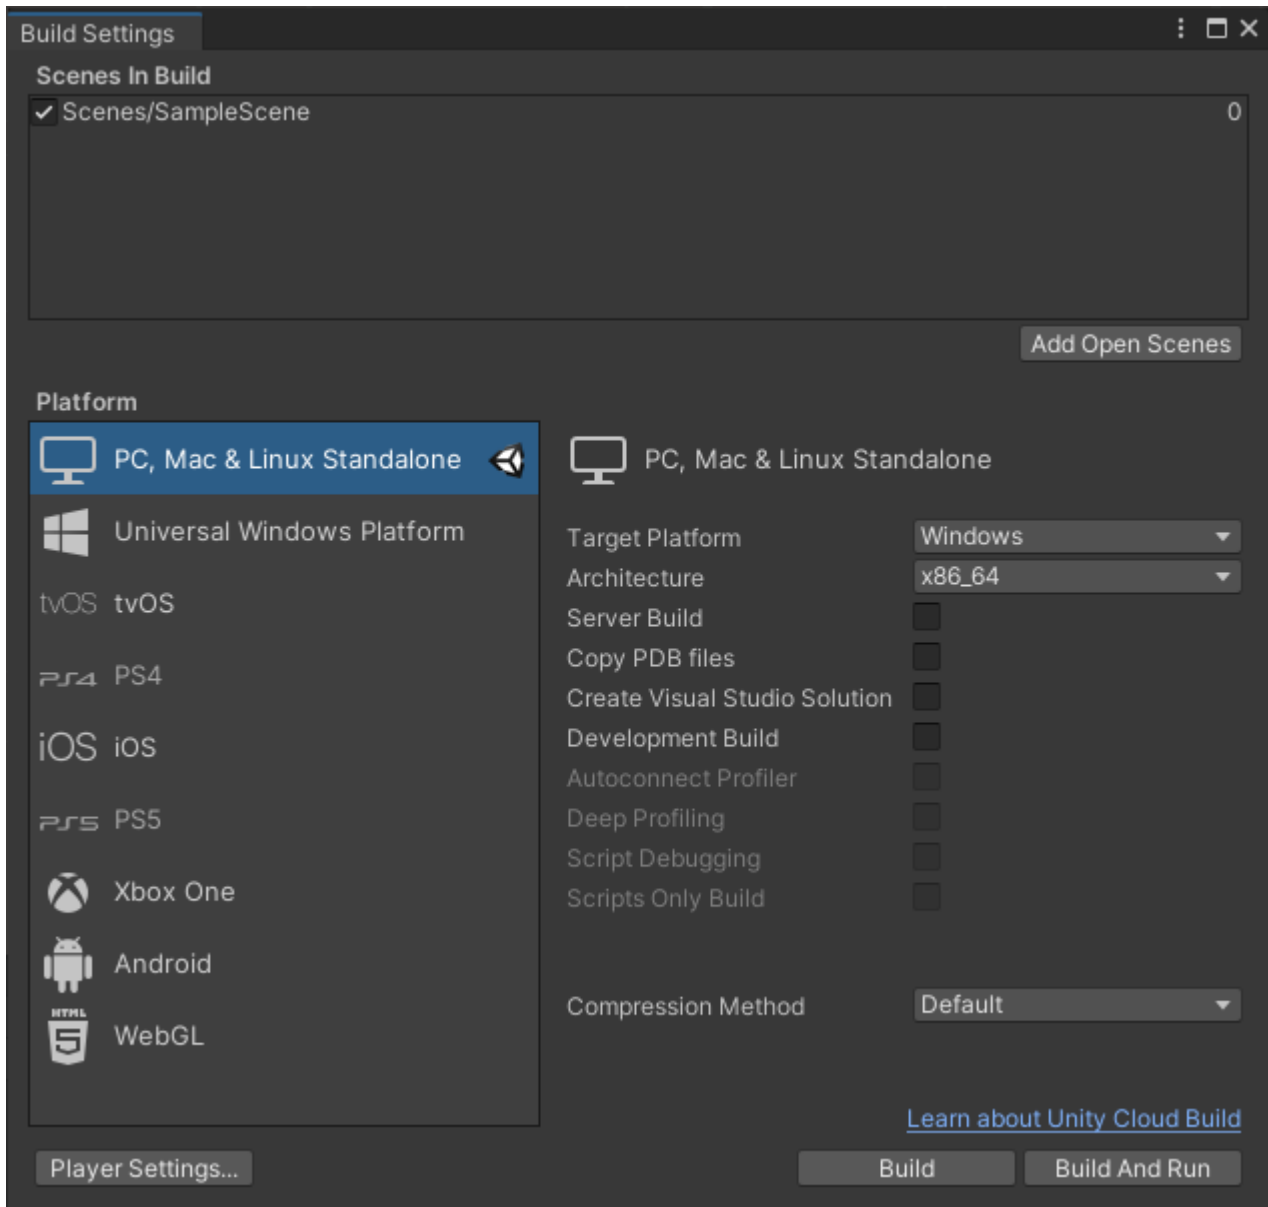 Build Settings
Scenes In Build
Scenes/SampleScene 0
Add Open Scenes
Platform
PC, Mac & Linux Standalone
Universal Windows Platform
tvOS tvOS
PS4 PS4
iOS iOS
PS5 PS5
Xbox One
Android
HTML 5 WebGL
PC, Mac & Linux Standalone
Target Platform Windows
Architecture x86_64
Server Build
Copy PDB files
Create Visual Studio Solution
Development Build
Autoconnect Profiler
Deep Profiling
Script Debugging
Scripts Only Build
Compression Method Default
Learn about Unity Cloud Build
Player Settings... Build Build And Run